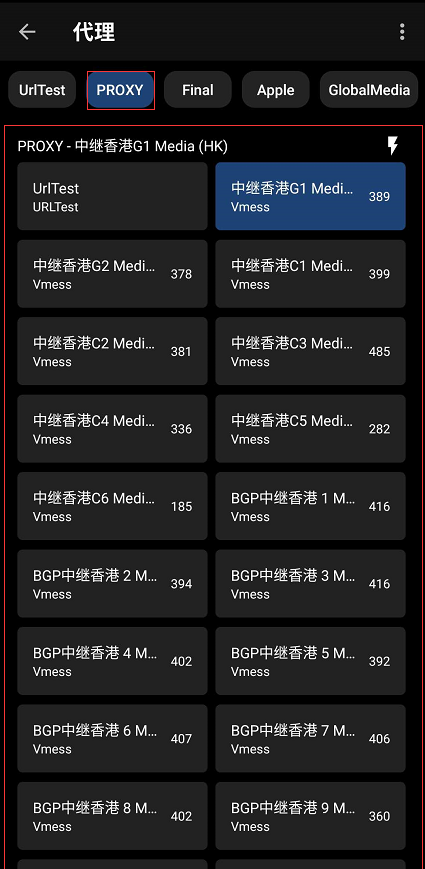 代理
UrlTest PROXY Final Apple GlobalMedia
PROXY - 中继香港G1 Media (HK)
UrlTest
URLTest
中继香港G1 Medi... 389
Vmess
中继香港G2 Medi... 378
Vmess
中继香港C1 Medi... 399
Vmess
中继香港C2 Medi... 381
Vmess
中继香港C3 Medi... 485
Vmess
中继香港C4 Medi... 336
Vmess
中继香港C5 Medi... 282
Vmess
中继香港C6 Medi... 185
Vmess
BGP中继香港 1 M... 416
Vmess
BGP中继香港 2 M... 394
Vmess
BGP中继香港 3 M... 416
Vmess
BGP中继香港 4 M... 402
Vmess
BGP中继香港 5 M... 392
Vmess
BGP中继香港 6 M... 407
Vmess
BGP中继香港 7 M... 406
Vmess
BGP中继香港 8 M... 402
Vmess
BGP中继香港 9 M... 360
Vmess